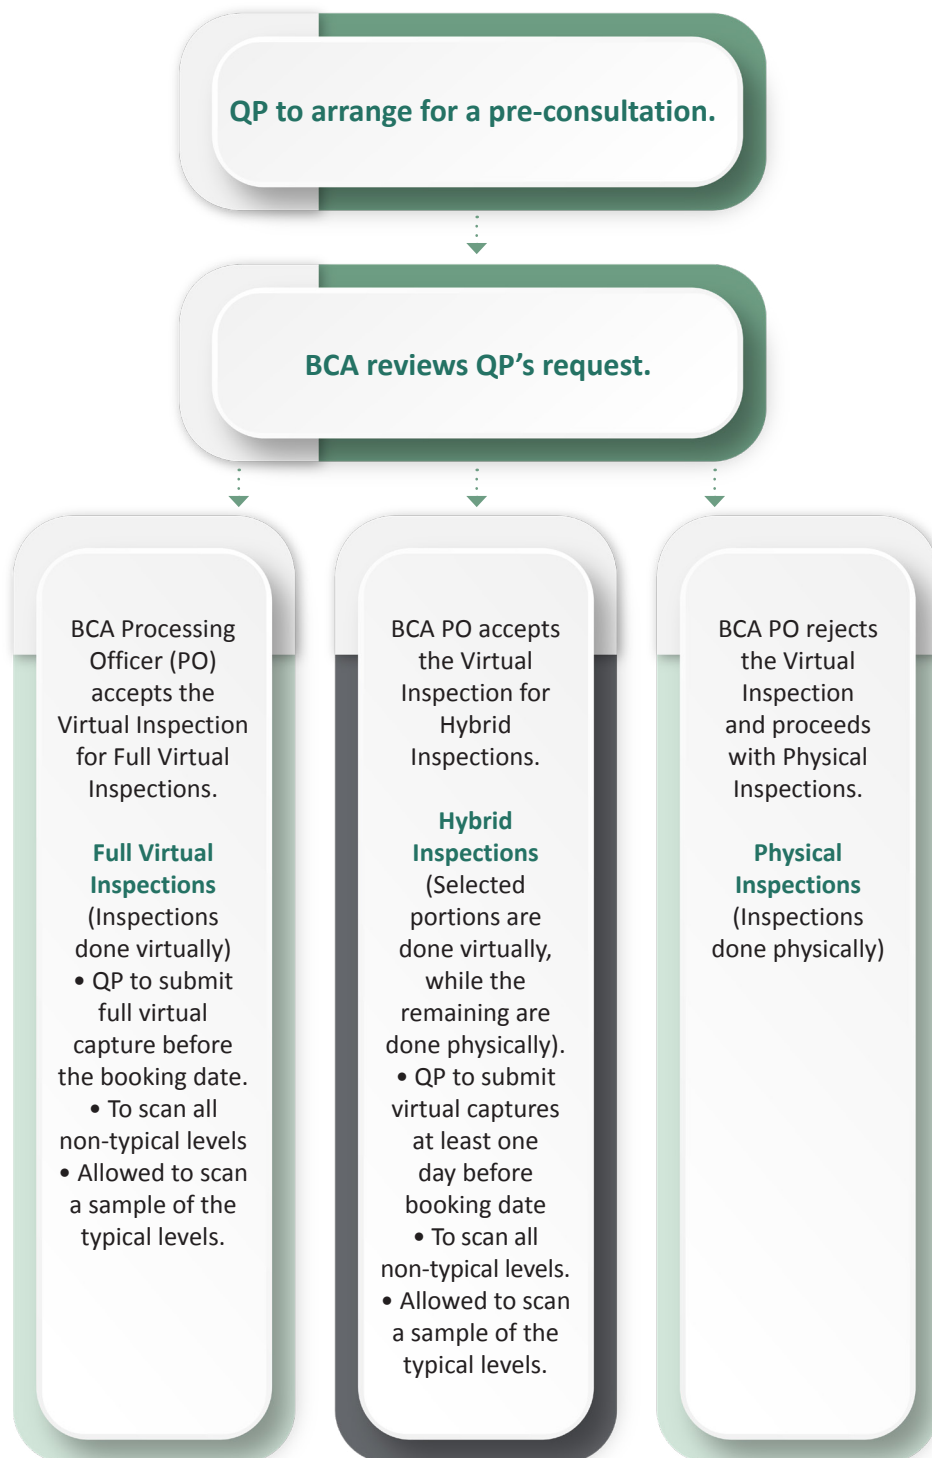 QP to arrange for a pre-consultation.
BCA reviews QP’s request.
BCA Processing
Officer (PO)
accepts the
Virtual Inspection
for Full Virtual
Inspections.
Full Virtual
Inspections
(Inspections
done virtually)
• QP to submit
full virtual
capture before
the booking date.
• To scan all
non-typical levels
• Allowed to scan
a sample of the
typical levels.
BCA PO accepts
the Virtual
Inspection for
Hybrid
Inspections.
Hybrid
Inspections
(Selected
portions are
done virtually,
while the
remaining are
done physically).
• QP to submit
virtual captures
at least one
day before
booking date
• To scan all
non-typical levels.
• Allowed to scan
a sample of the
typical levels.
BCA PO rejects
the Virtual
Inspection
and proceeds
with Physical
Inspections.
Physical
Inspections
(Inspections
done physically)